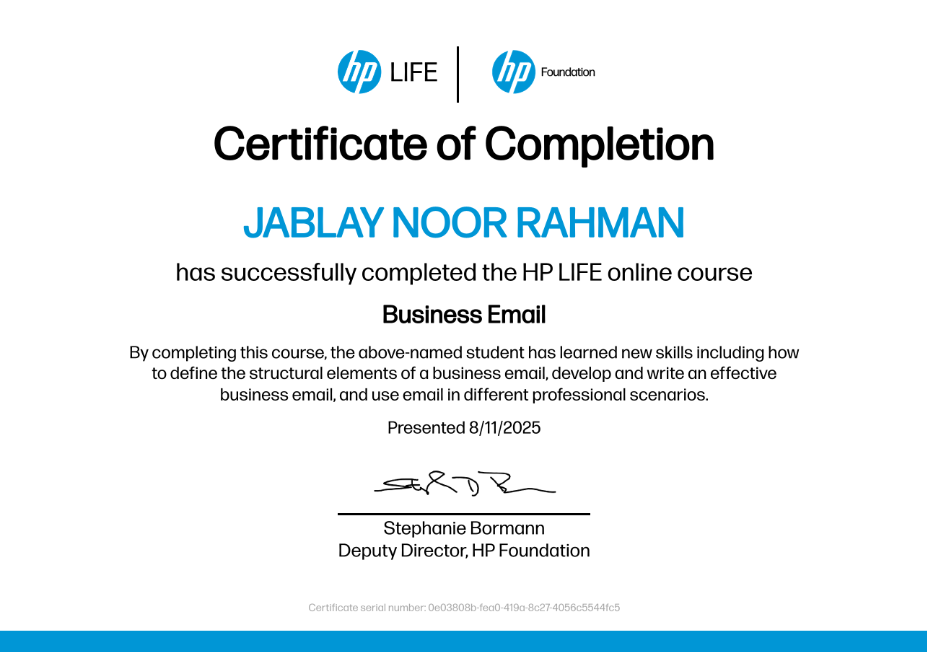 hp LIFE | hp Foundation
Certificate of Completion
JABLAY NOOR RAHMAN
has successfully completed the HP LIFE online course
Business Email
By completing this course, the above-named student has learned new skills including how
to define the structural elements of a business email, develop and write an effective
business email, and use email in different professional scenarios.
Presented 8/11/2025
Stephanie Bormann
Deputy Director, HP Foundation
Certificate serial number: 0e03808b-fea0-419a-8c27-4056c5544fc5